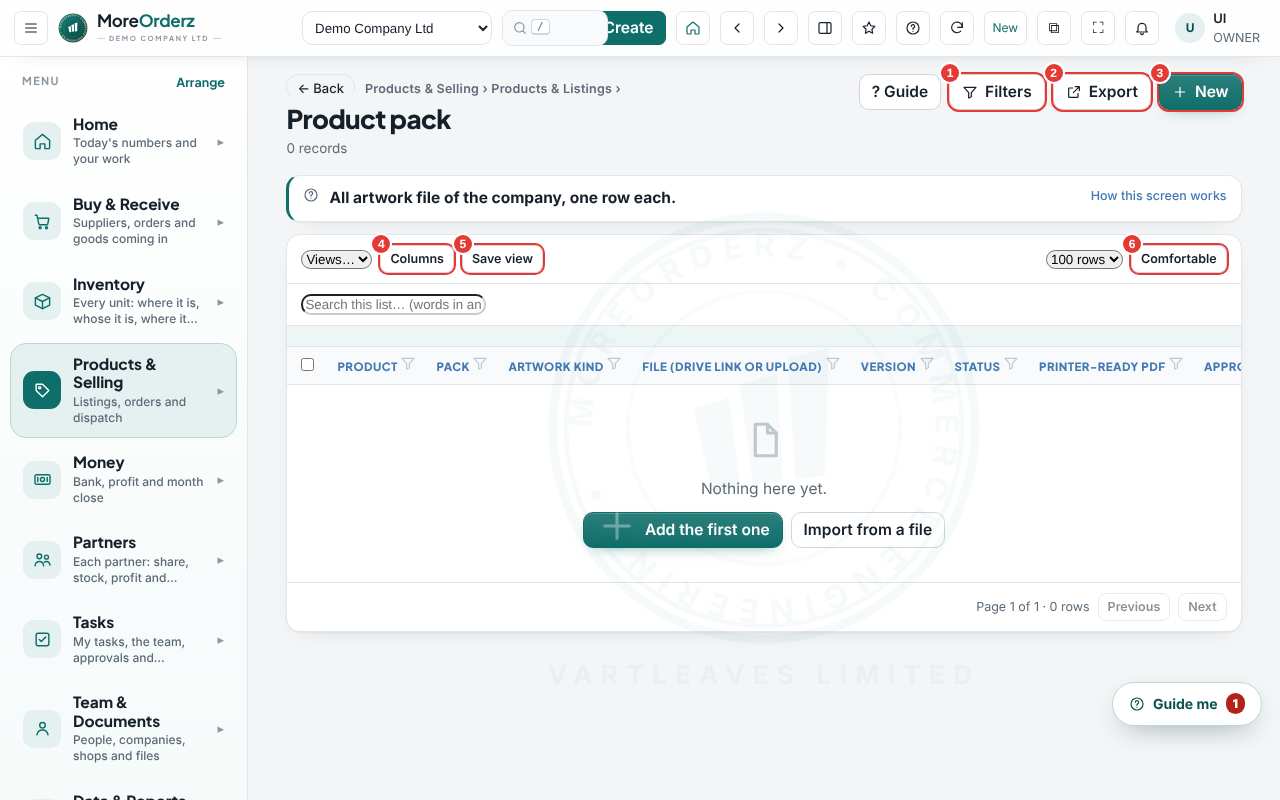 MoreOrderz
— DEMO COMPANY LTD —
Demo Company Ltd
/
Create
New
U
UI
OWNER
MENU
Arrange
Home
Today's numbers and
your work
Buy & Receive
Suppliers, orders and
goods coming in
Inventory
Every unit: where it is,
whose it is, where it…
Products &
Selling
Listings, orders and
dispatch
Money
Bank, profit and month
close
Partners
Each partner: share,
stock, profit and…
Tasks
My tasks, the team,
approvals and…
Team &
Documents
People, companies,
shops and files
Data & Reports
← Back
Products & Selling › Products & Listings ›
? Guide
1
Filters
2
Export
3
+ New
Product pack
0 records
All artwork file of the company, one row each.
How this screen works
Views…
4
Columns
5
Save view
100 rows
6
Comfortable
Search this list… (words in an
PRODUCT
PACK
ARTWORK KIND
FILE (DRIVE LINK OR UPLOAD)
VERSION
STATUS
PRINTER-READY PDF
APPRO
Nothing here yet.
Add the first one
Import from a file
Page 1 of 1 · 0 rows
Previous
Next
MOREORDERZ • COMMERCE ENGINEERIN
VARTLEAVES LIMITED
Guide me
1